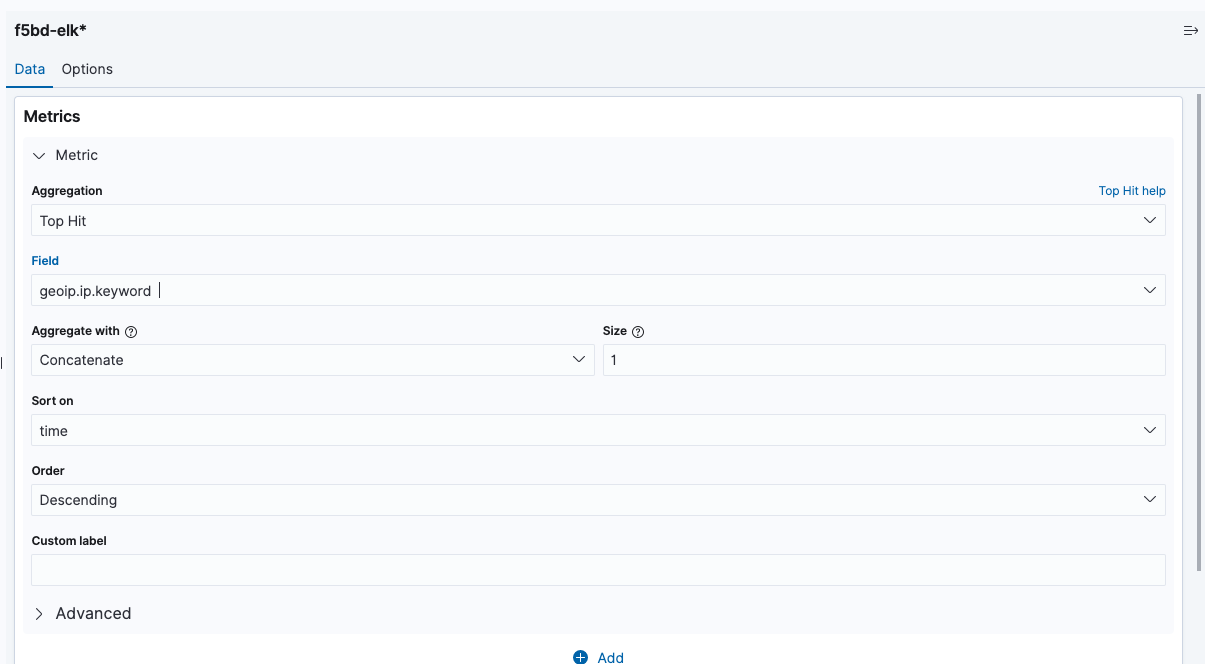 f5bd-elk*
Data Options
Metrics
Metric
Aggregation Top Hit help
Top Hit
Field
geoip.ip.keyword
Aggregate with Size
Concatenate 1
Sort on
time
Order
Descending
Custom label
Advanced
Add